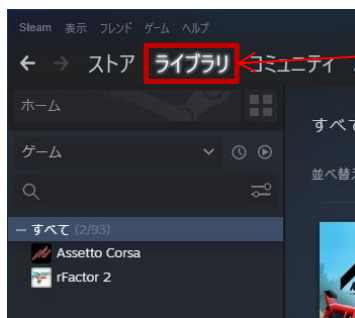 Steam 表示 フレンド ゲーム ヘルプ
ストア ライブラリ コミュニティ
ホーム
すべて
ゲーム
並べ替え
− すべて (2/93)
Assetto Corsa
rFactor 2